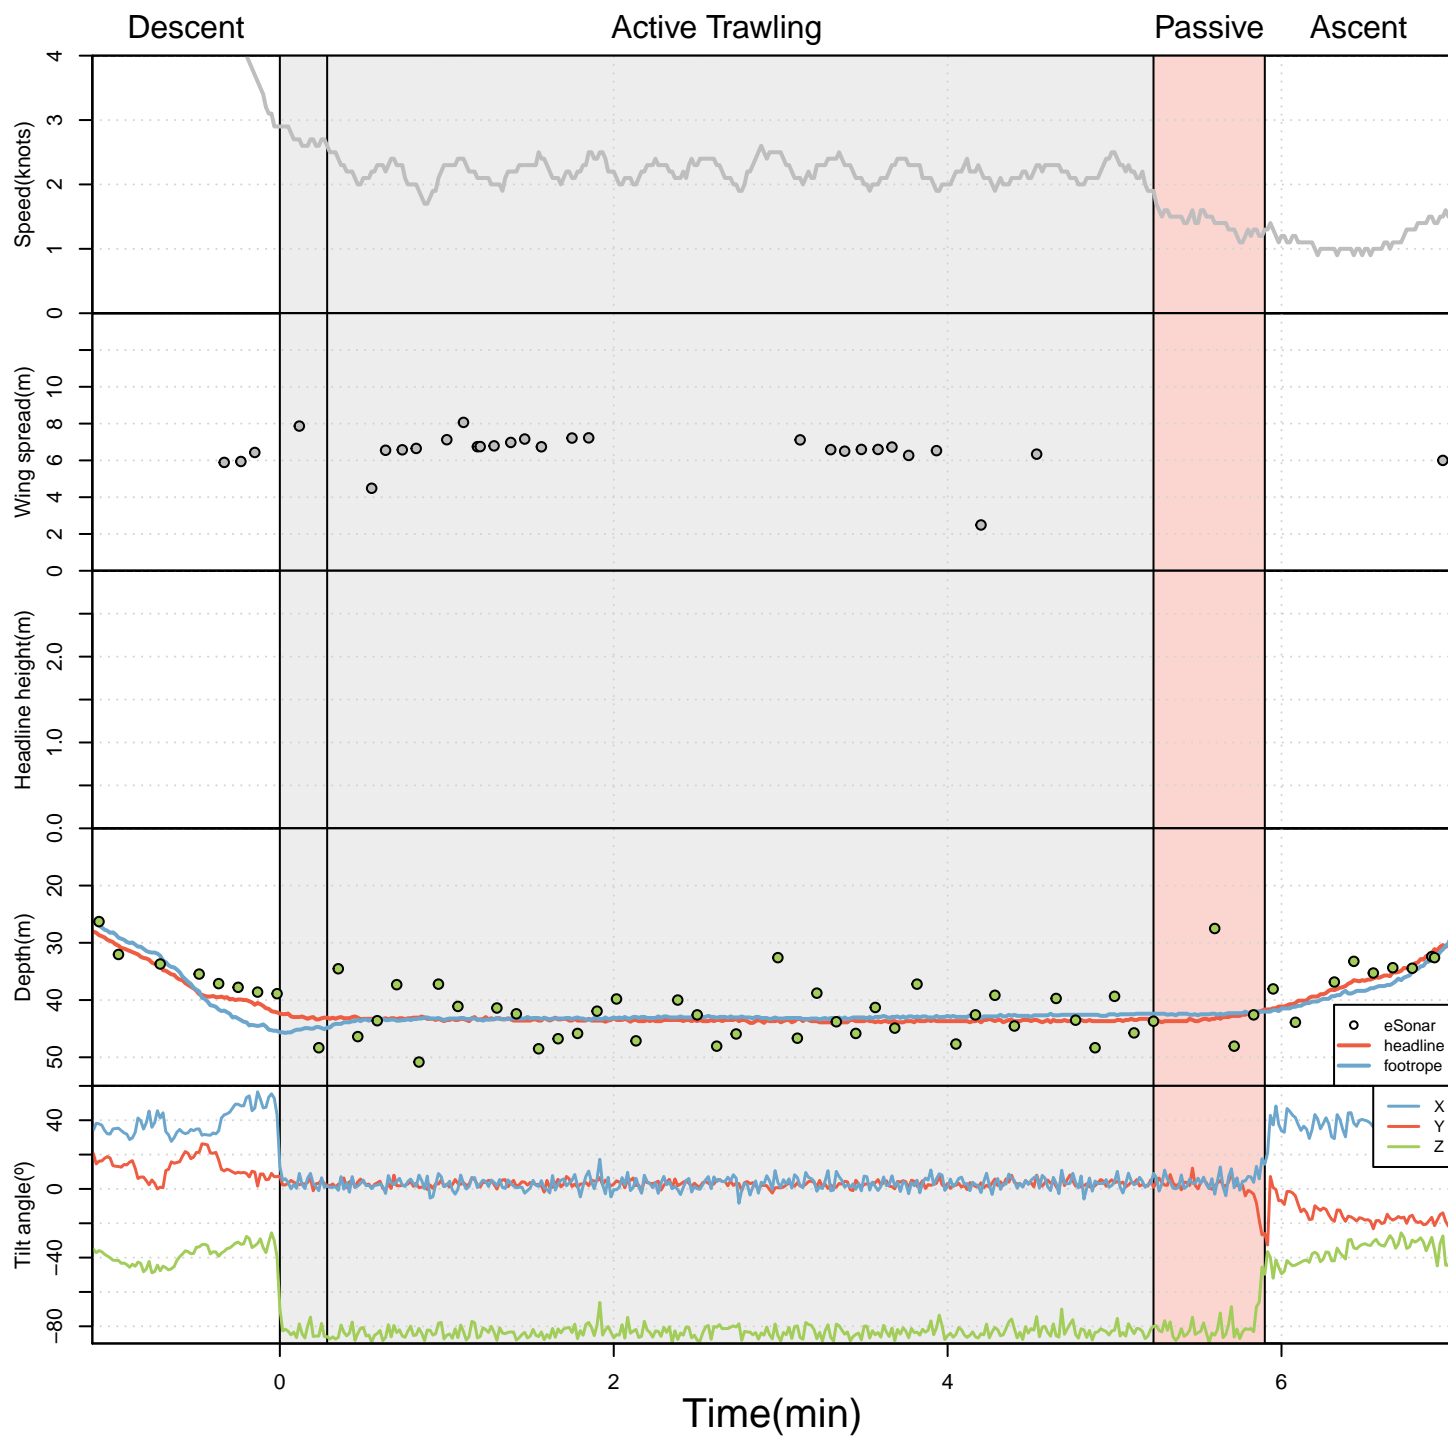 Descent Active Trawling Passive Ascent
Speed(knots)
4
3
2
1
0
Wing spread(m)
10
8
6
4
2
0
Headline height(m)
2.0
1.0
0.0
Depth(m)
20
30
40
50
eSonar
headline
footrope
Tilt angle(º)
40
0
−40
−80
X
Y
Z
0 2 4 6
Time(min)